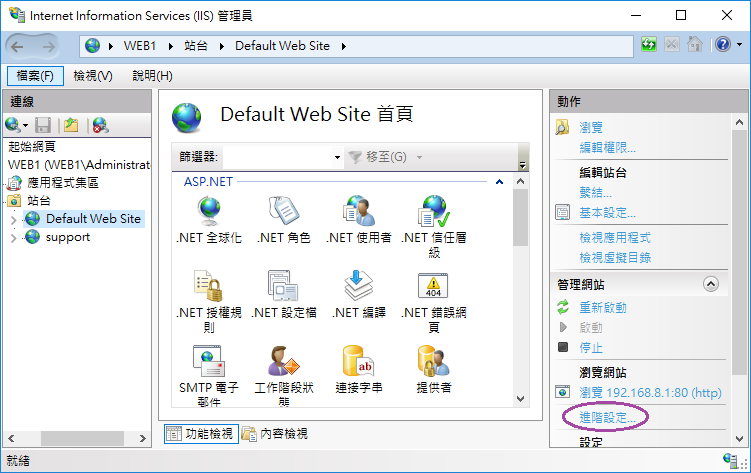 Internet Information Services (IIS) 管理員
WEB1 站台 Default Web Site
檔案(F) 檢視(V) 說明(H)
連線
起始網頁
WEB1 (WEB1\Administrat
應用程式集區
站台
Default Web Site
support
Default Web Site 首頁
篩選器: 移至(G)
ASP.NET
.NET 全球化
.NET 角色
.NET 使用者
.NET 信任層
級
.NET 授權規
則
.NET 設定檔
.NET 編譯
404
.NET 錯誤網
頁
SMTP 電子
郵件
工作階段狀
態
ab
連接字串
提供者
功能檢視 內容檢視
動作
瀏覽
編輯權限...
編輯站台
繫結...
基本設定...
檢視應用程式
檢視虛擬目錄
管理網站
重新啟動
啟動
停止
瀏覽網站
瀏覽 192.168.8.1:80 (http)
進階設定...
設定
就緒